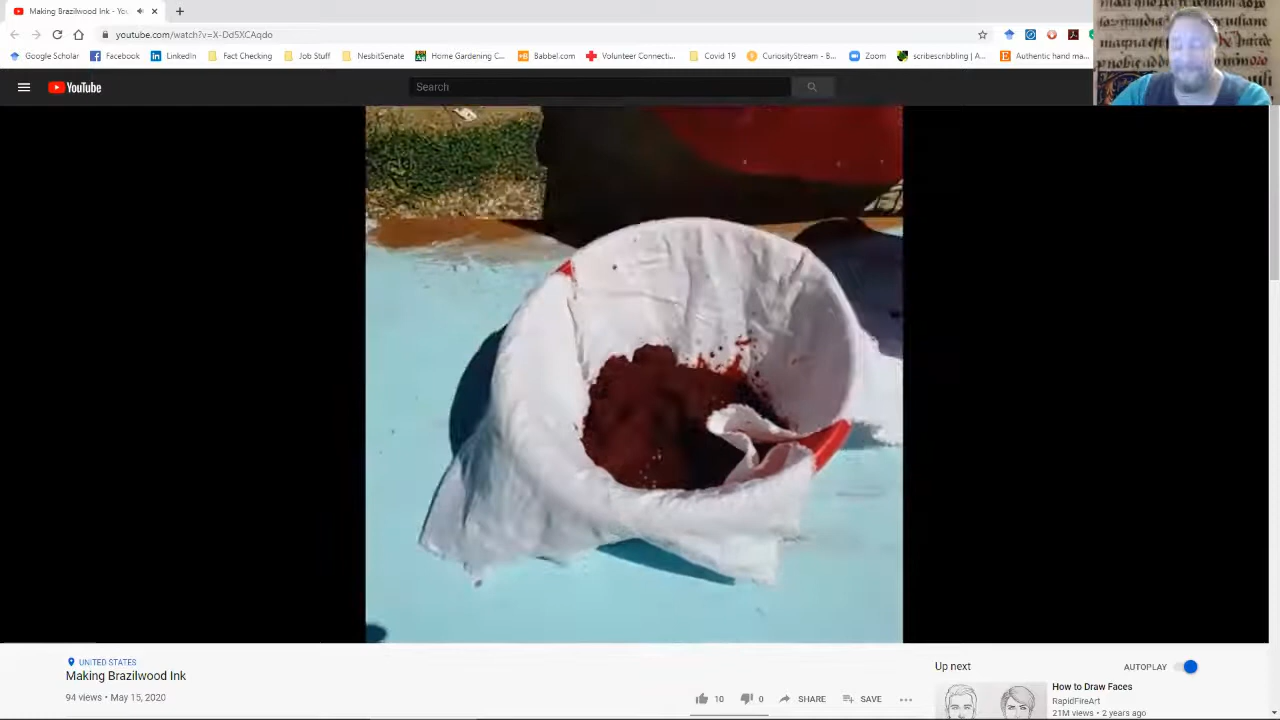 Making Brazilwood Ink - You
youtube.com/watch?v=X-Dd5XCAqdo
Google Scholar Facebook LinkedIn Fact Checking Job Stuff NesbitSenate Home Gardening C... Babbel.com Volunteer Connecti... Covid 19 CuriosityStream - B... Zoom scribescribbling | A... Authentic hand ma...
YouTube
Search
UNITED STATES
Making Brazilwood Ink
94 views • May 15, 2020
10 0 SHARE SAVE
Up next AUTOPLAY
How to Draw Faces
RapidFireArt
21M views • 2 years ago